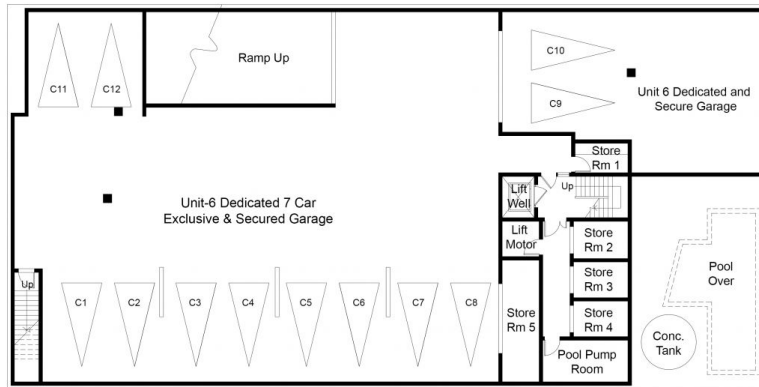 C11
C12
Ramp Up
C10
C9
Unit 6 Dedicated and
Secure Garage
Store
Rm 1
Unit-6 Dedicated 7 Car
Exclusive & Secured Garage
Lift
Well
Up
Lift
Motor
Store
Rm 2
Store
Rm 3
Store
Rm 4
Store
Rm 5
Pool Pump
Room
Pool
Over
Conc.
Tank
Up
C1
C2
C3
C4
C5
C6
C7
C8